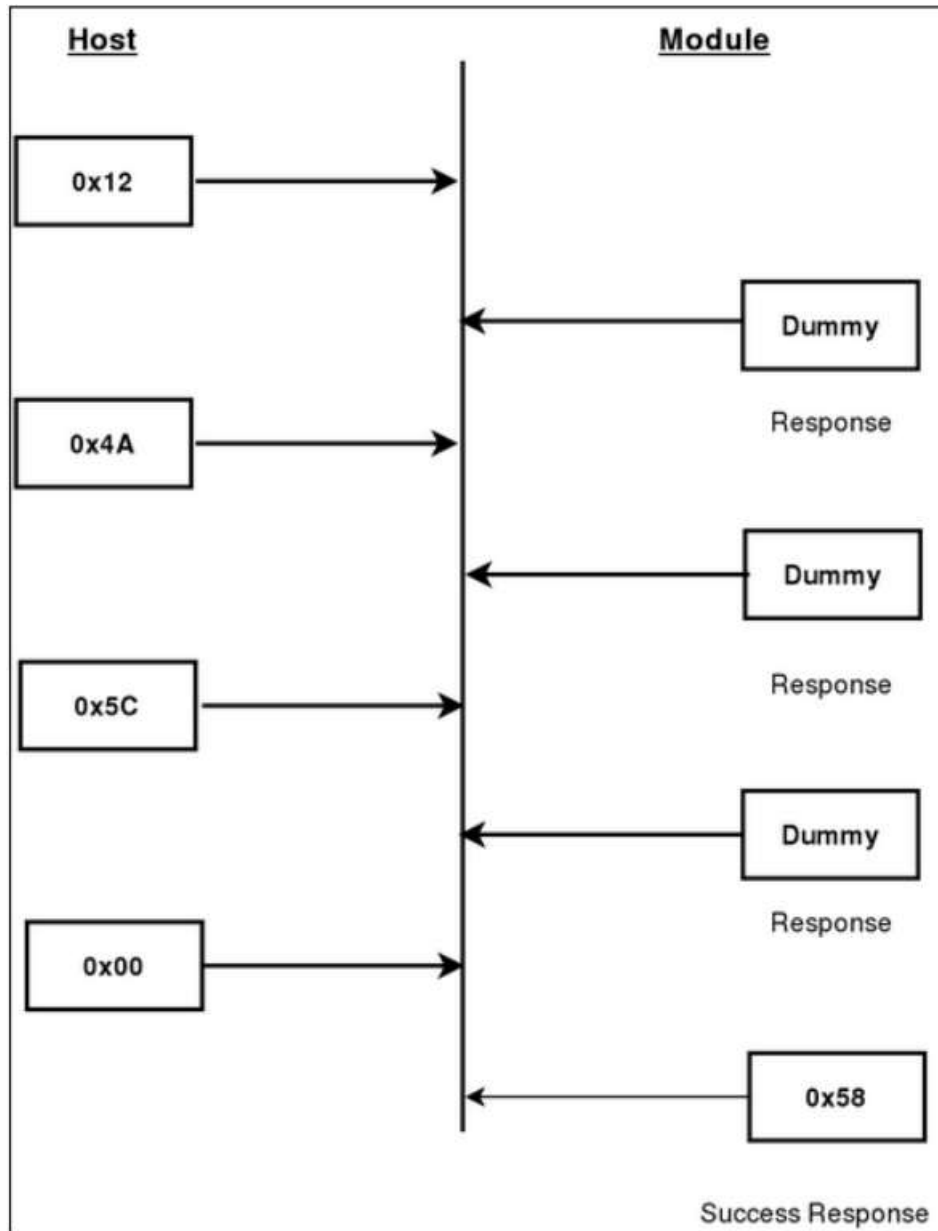 Host
Module
0x12
Dummy
Response
0x4A
Dummy
Response
0x5C
Dummy
Response
0x00
0x58
Success Response